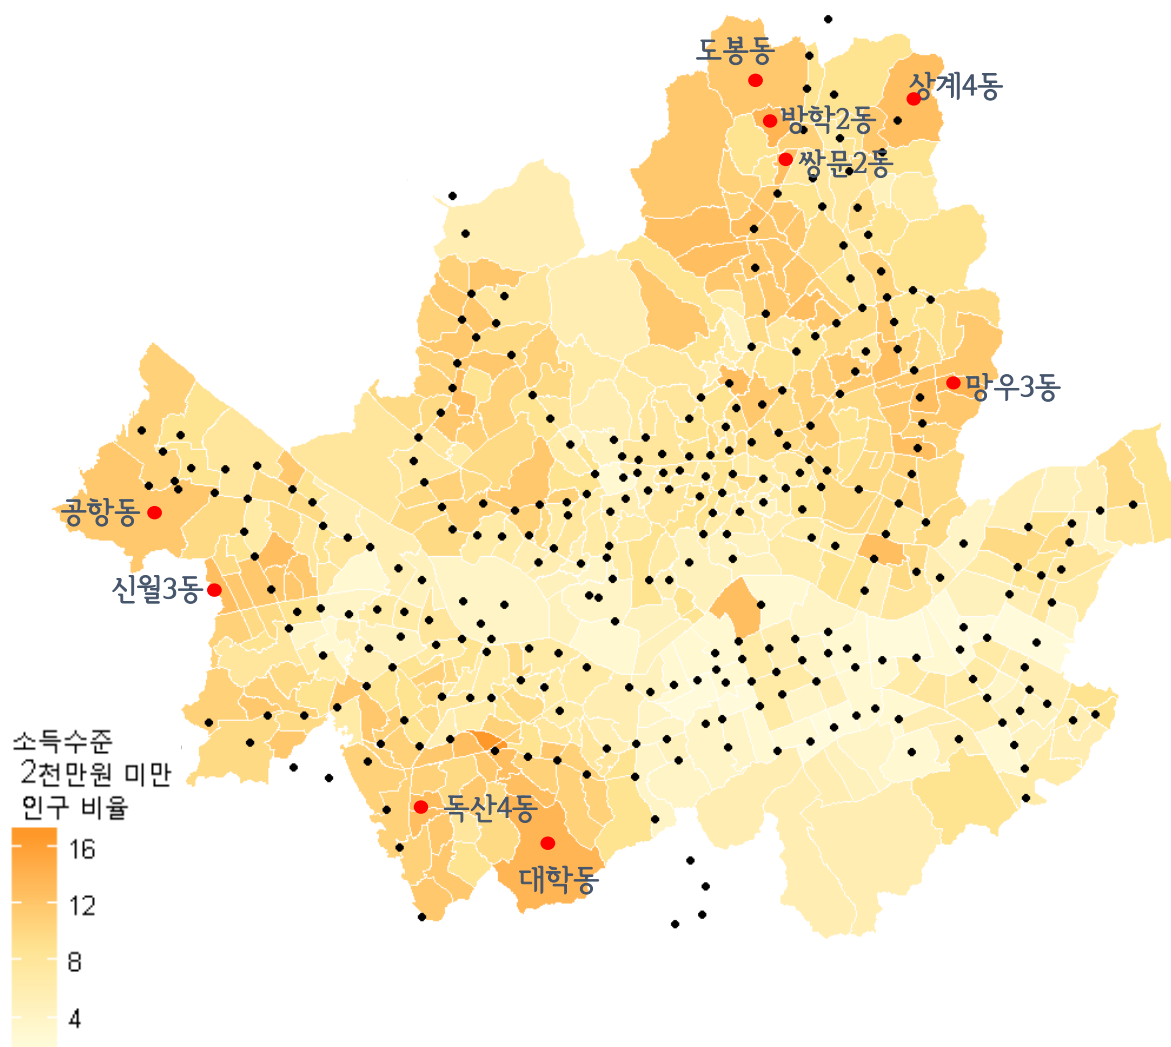 도봉동
상계4동
방학2동
쌍문2동
망우3동
공항동
신월3동
소득수준
2천만원 미만
인구 비율
독산4동
대학동
16
12
8
4